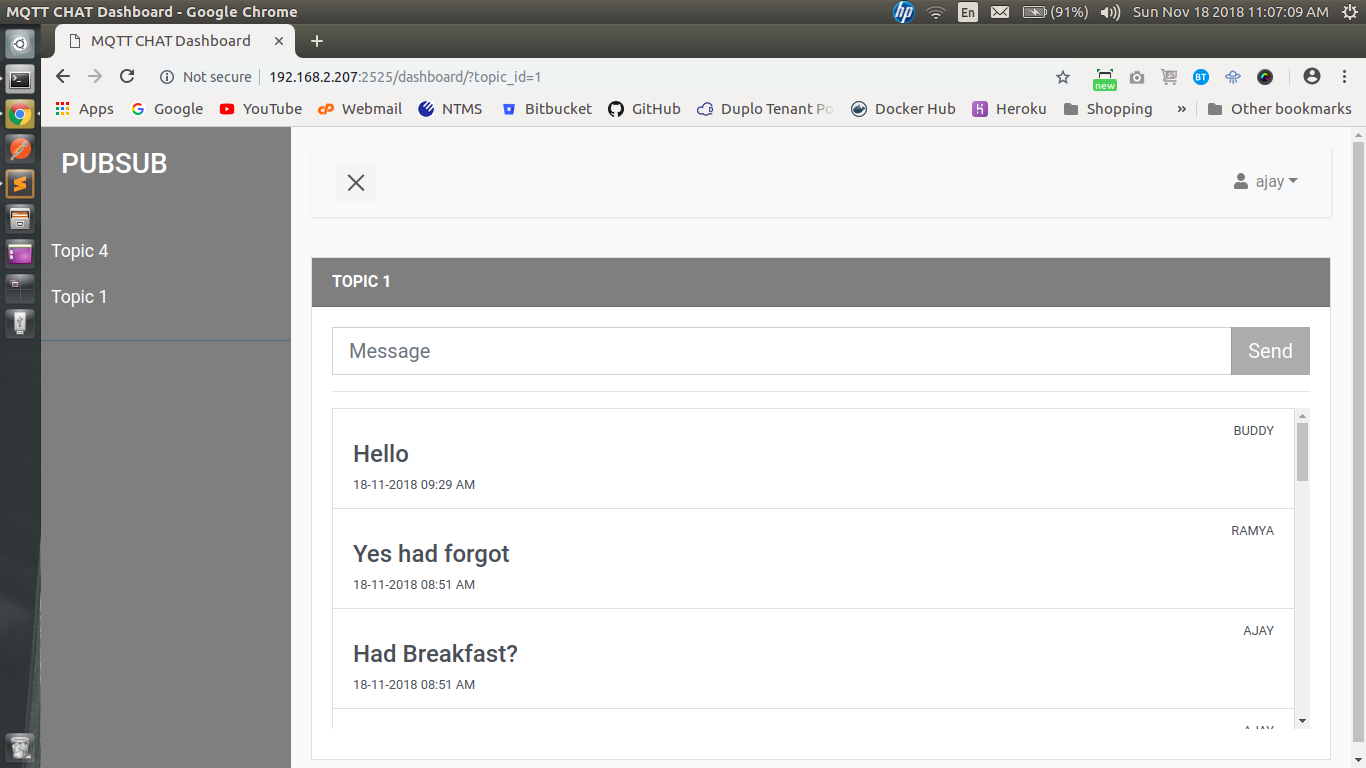 MQTT CHAT Dashboard - Google Chrome
En (91%) Sun Nov 18 2018 11:07:09 AM
MQTT CHAT Dashboard
Not secure 192.168.2.207:2525/dashboard/?topic_id=1
new
BT
Apps Google YouTube Webmail NTMS Bitbucket GitHub Duplo Tenant Po Docker Hub Heroku Shopping » Other bookmarks
PUBSUB
ajay
Topic 4
Topic 1
TOPIC 1
Message Send
BUDDY
Hello
18-11-2018 09:29 AM
RAMYA
Yes had forgot
18-11-2018 08:51 AM
AJAY
Had Breakfast?
18-11-2018 08:51 AM
AJAY